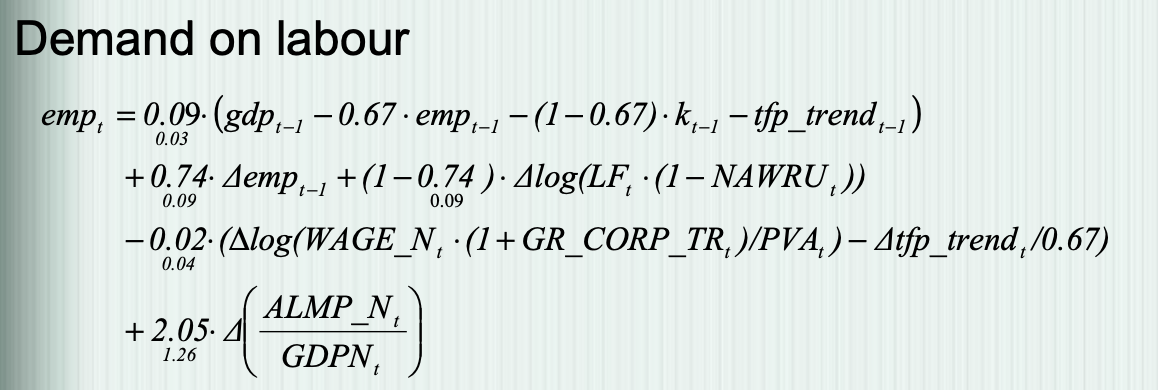 Demand on labour
emp_t = 0.09· (gdp_{t−1} − 0.67 · emp_{t−1} − (1−0.67) · k_{t−1} − tfp_trend_{t−1})
0.03
+ 0.74· Δemp_{t−1} + (1−0.74 ) · Δlog(LF_t · (1− NAWRU_t))
0.09 0.09
− 0.02· (Δlog(WAGE_N_t · (1+ GR_CORP_TR_t)/PVA_t) − Δtfp_trend_t/0.67)
0.04
+ 2.05· Δ(ALMP_N_t / GDPN_t)
1.26